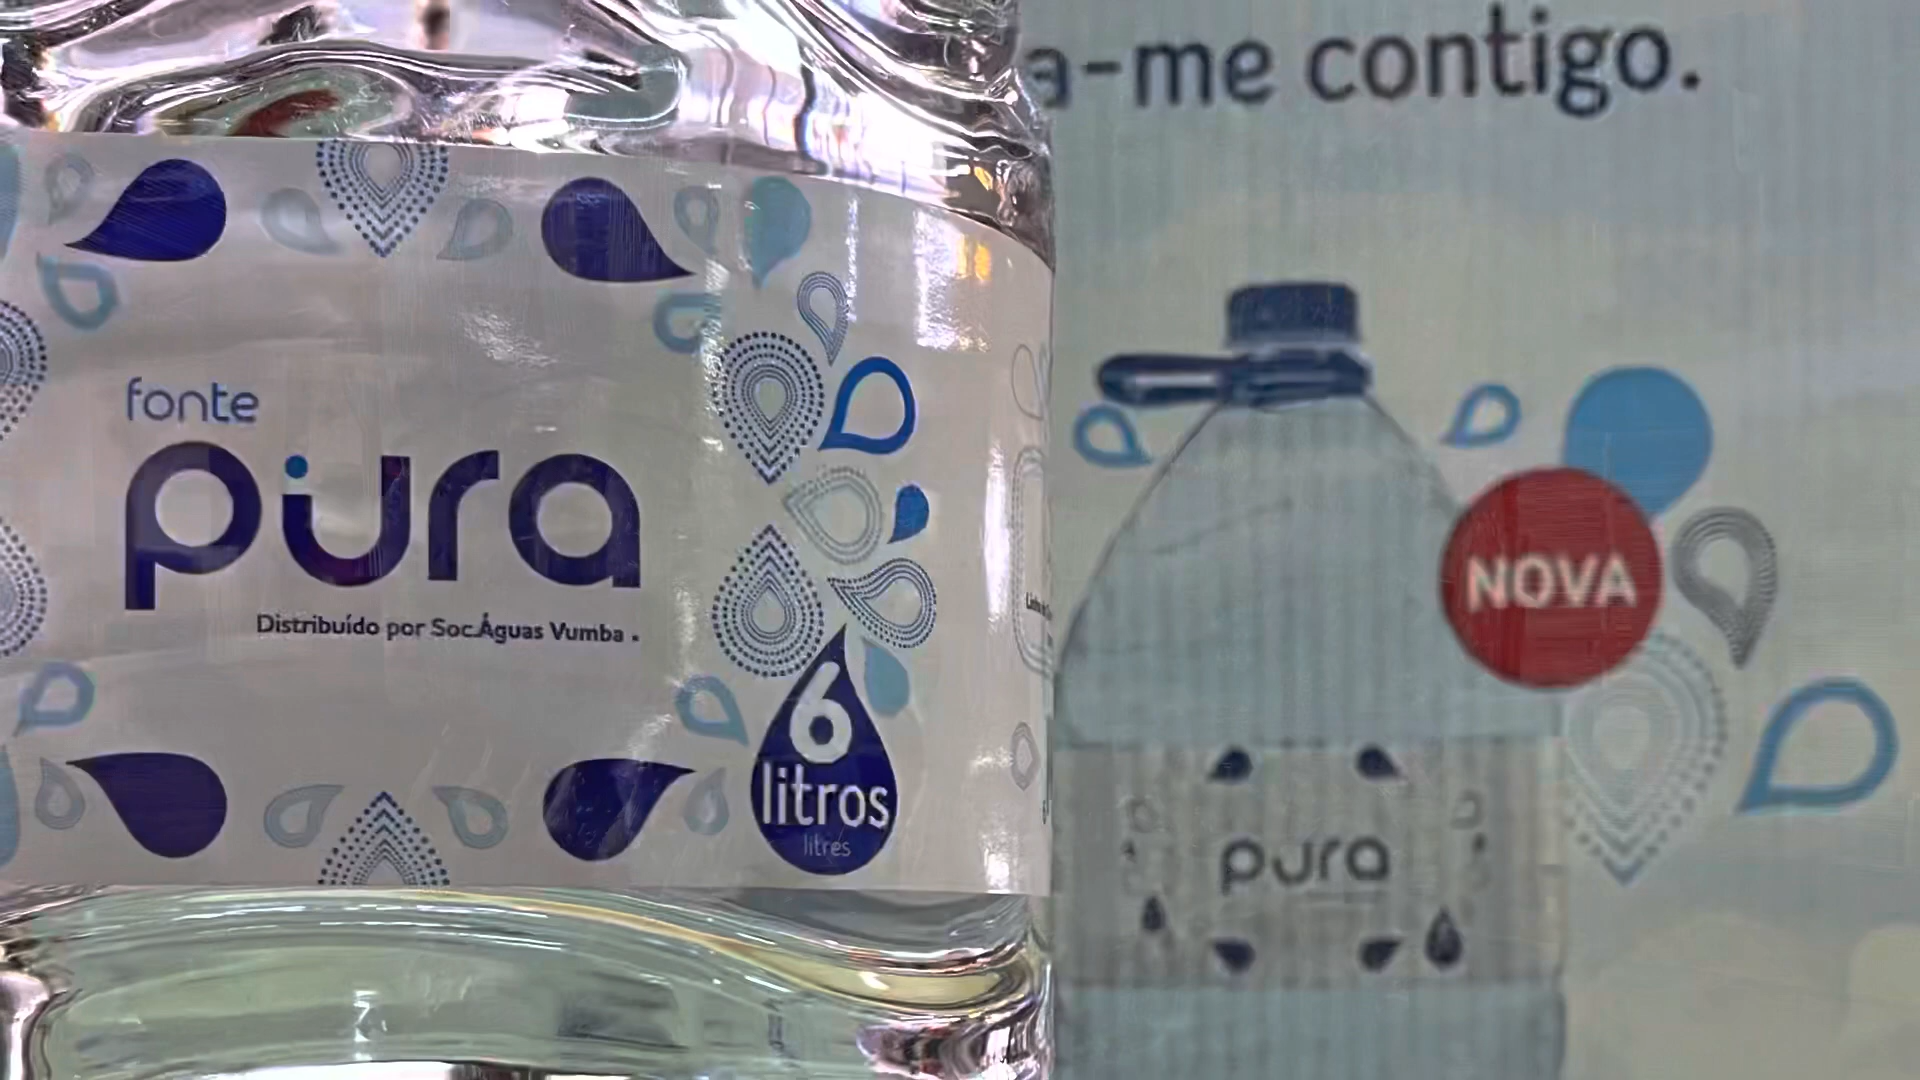 fonte
pura
Distribuído por Soc.Águas Vumba
6
litros
litres
a-me contigo.
NOVA
pura